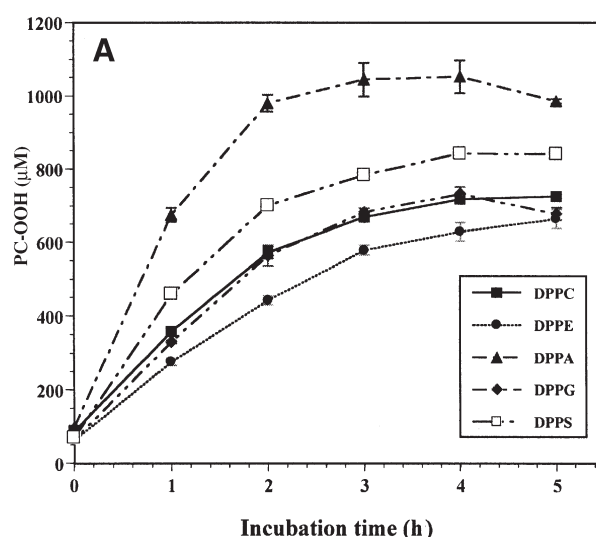 A
1200
1000
800
600
400
200
0
PC-OOH (μM)
DPPC
DPPE
DPPA
DPPG
DPPS
0 1 2 3 4 5
Incubation time (h)